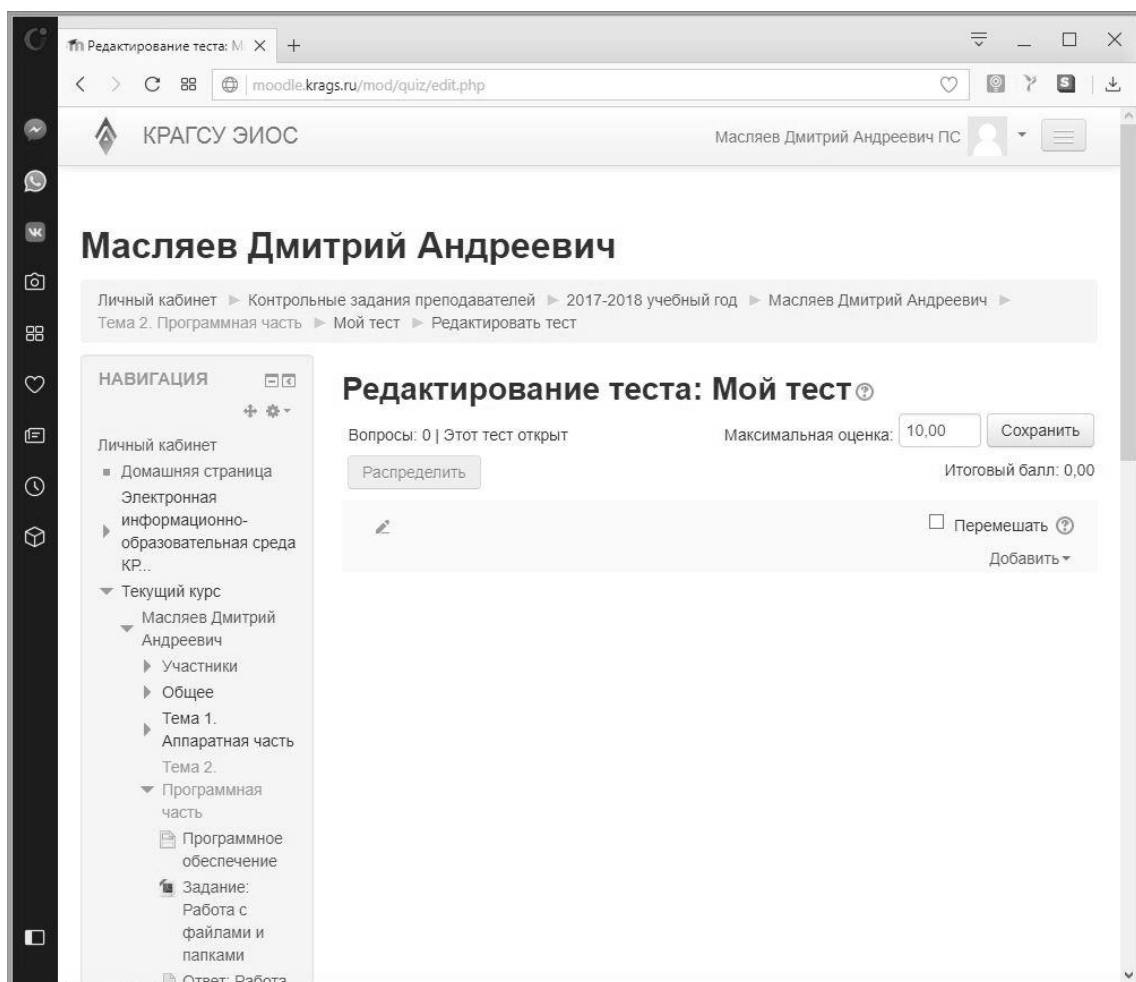 Редактирование теста: М
moodle.krags.ru/mod/quiz/edit.php
КРАГСУ ЭИОС
Масляев Дмитрий Андреевич ПС
Масляев Дмитрий Андреевич
Личный кабинет ▶ Контрольные задания преподавателей ▶ 2017-2018 учебный год ▶ Масляев Дмитрий Андреевич ▶
Тема 2. Программная часть ▶ Мой тест ▶ Редактировать тест
НАВИГАЦИЯ
Личный кабинет
Домашняя страница
Электронная
информационно-
образовательная среда
КР...
Текущий курс
Масляев Дмитрий
Андреевич
Участники
Общее
Тема 1.
Аппаратная часть
Тема 2.
Программная
часть
Программное
обеспечение
Задание:
Работа с
файлами и
папками
Ответ: Работа
Редактирование теста: Мой тест
Вопросы: 0 | Этот тест открыт
Максимальная оценка: 10,00 Сохранить
Распределить
Итоговый балл: 0,00
Перемешать
Добавить